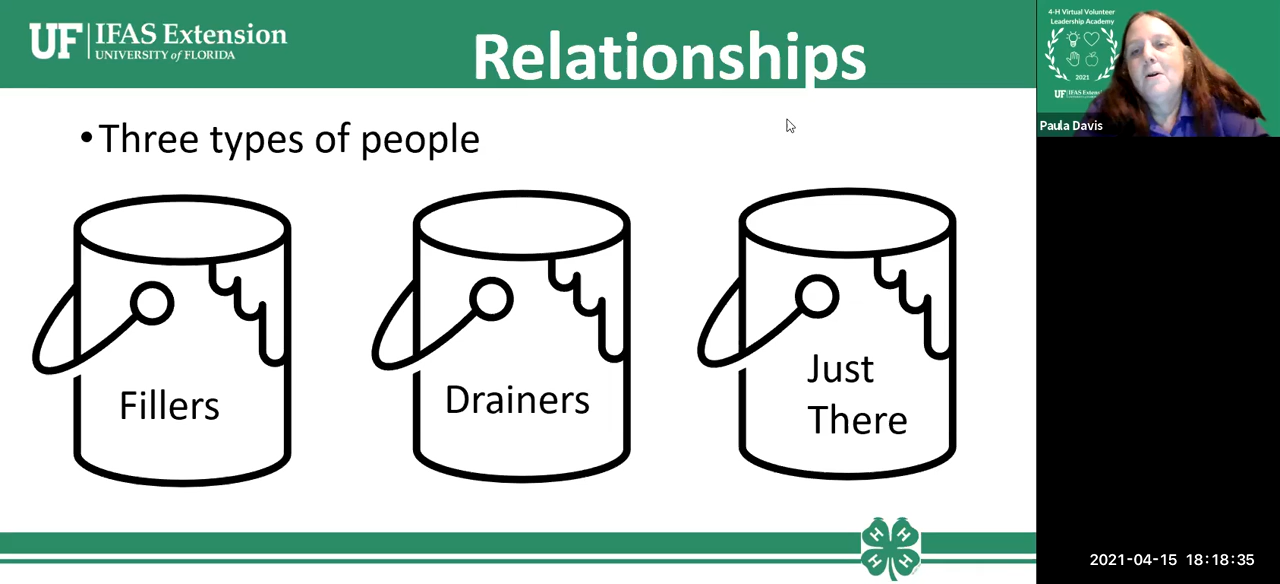 UF IFAS Extension
UNIVERSITY of FLORIDA
Relationships
• Three types of people
Fillers
Drainers
Just
There
H H
H H
4-H Virtual Volunteer
Leadership Academy
2021
UF IFAS
Paula Davis
2021-04-15 18:18:35